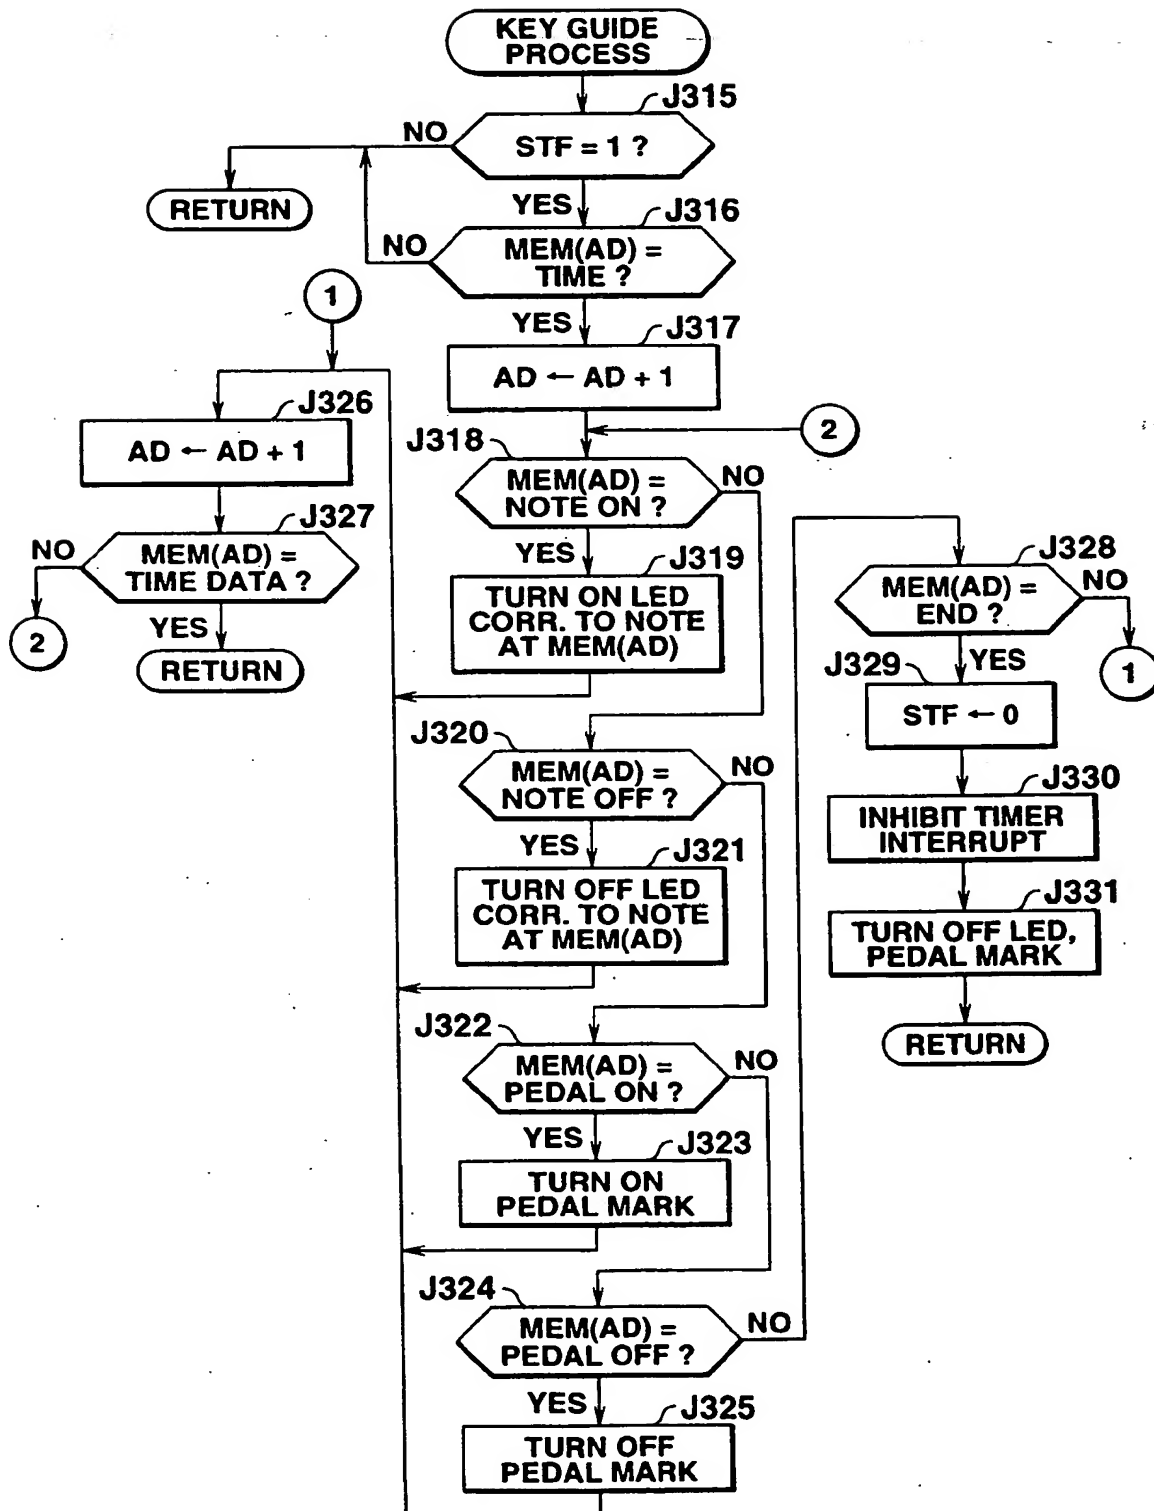 KEY GUIDE
PROCESS
J315
STF = 1 ?
NO
RETURN
YES
J316
MEM(AD) =
TIME ?
NO
YES
J317
AD ← AD + 1
1
J326
AD ← AD + 1
J327
MEM(AD) =
TIME DATA ?
NO
2
YES
RETURN
2
J318
MEM(AD) =
NOTE ON ?
NO
YES
J319
TURN ON LED
CORR. TO NOTE
AT MEM(AD)
J320
MEM(AD) =
NOTE OFF ?
NO
YES
J321
TURN OFF LED
CORR. TO NOTE
AT MEM(AD)
J322
MEM(AD) =
PEDAL ON ?
NO
YES
J323
TURN ON
PEDAL MARK
J324
MEM(AD) =
PEDAL OFF ?
NO
YES
J325
TURN OFF
PEDAL MARK
J328
MEM(AD) =
END ?
NO
1
YES
J329
STF ← 0
J330
INHIBIT TIMER
INTERRUPT
J331
TURN OFF LED,
PEDAL MARK
RETURN